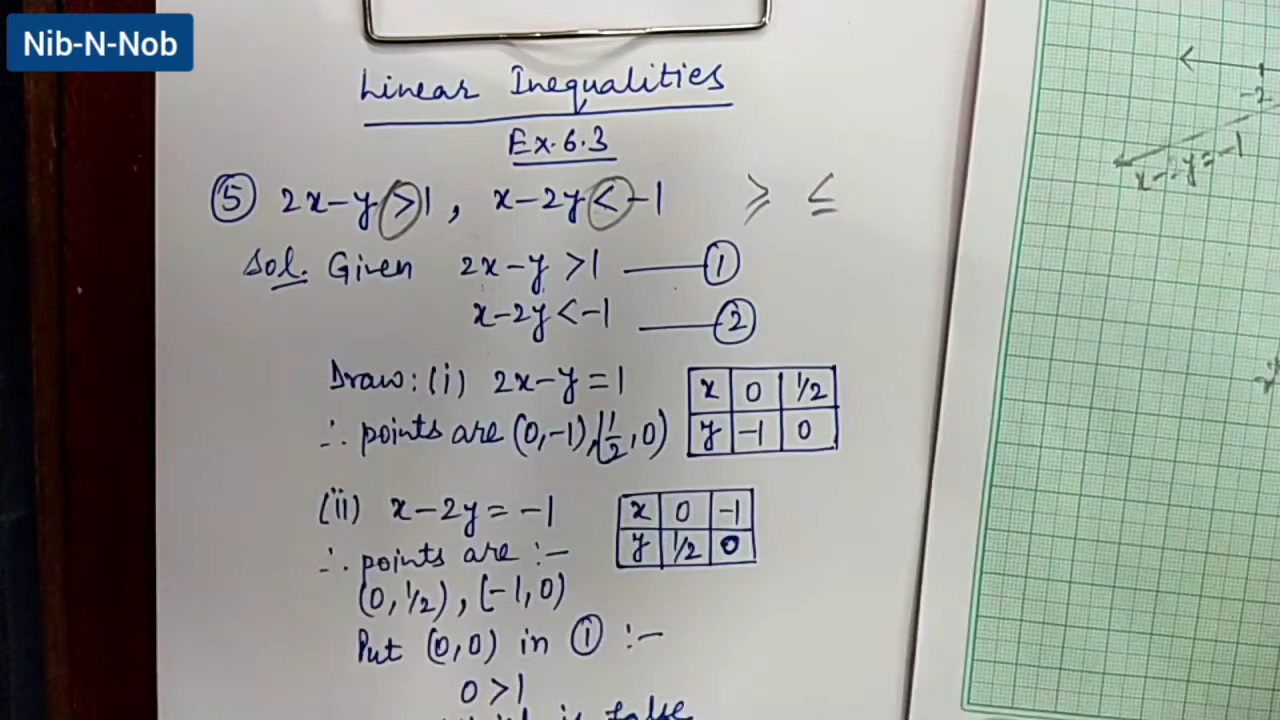 Nib-N-Nob
Linear Inequalities
Ex. 6.3
⑤ 2x-y>1, x-2y<-1 ≥ ≤
Sol. Given 2x-y>1 —— ①
x-2y<-1 —— ②
Draw: (i) 2x-y=1
x 0 1/2
y -1 0
∴ points are (0,-1), (1/2, 0)
(ii) x-2y=-1
x 0 -1
y 1/2 0
∴ points are :-
(0, 1/2), (-1, 0)
Put (0,0) in ① :-
0>1
is false
-2